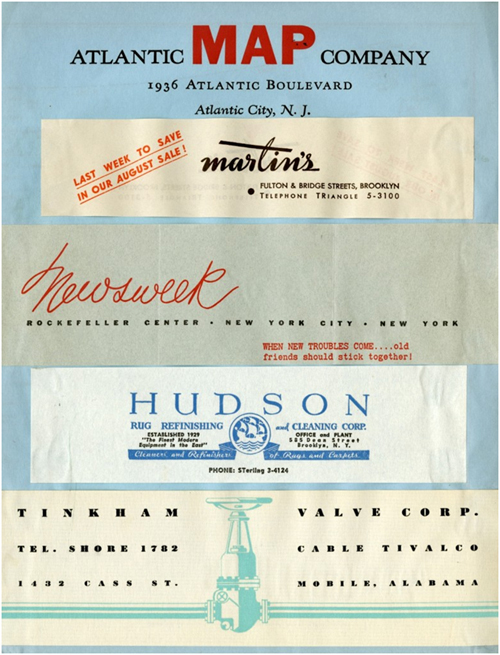 ATLANTIC MAP COMPANY
1936 ATLANTIC BOULEVARD
Atlantic City, N. J.
LAST WEEK TO SAVE
IN OUR AUGUST SALE!
martin's
FULTON & BRIDGE STREETS, BROOKLYN
• TELEPHONE TRIANGLE 5-3100
Newsweek
ROCKEFELLER CENTER • NEW YORK CITY • NEW YORK
WHEN NEW TROUBLES COME....old
friends should stick together!
HUDSON
RUG REFINISHING and CLEANING CORP.
ESTABLISHED 1929
"The Finest Modern
Equipment in the East"
OFFICE and PLANT
585 Dean Street
Brooklyn, N. Y.
Cleaners and Refinishers of Rugs and Carpets
PHONE: STerling 3-4124
TINKHAM VALVE CORP.
TEL. SHORE 1782 CABLE TIVALCO
1432 CASS ST. MOBILE, ALABAMA